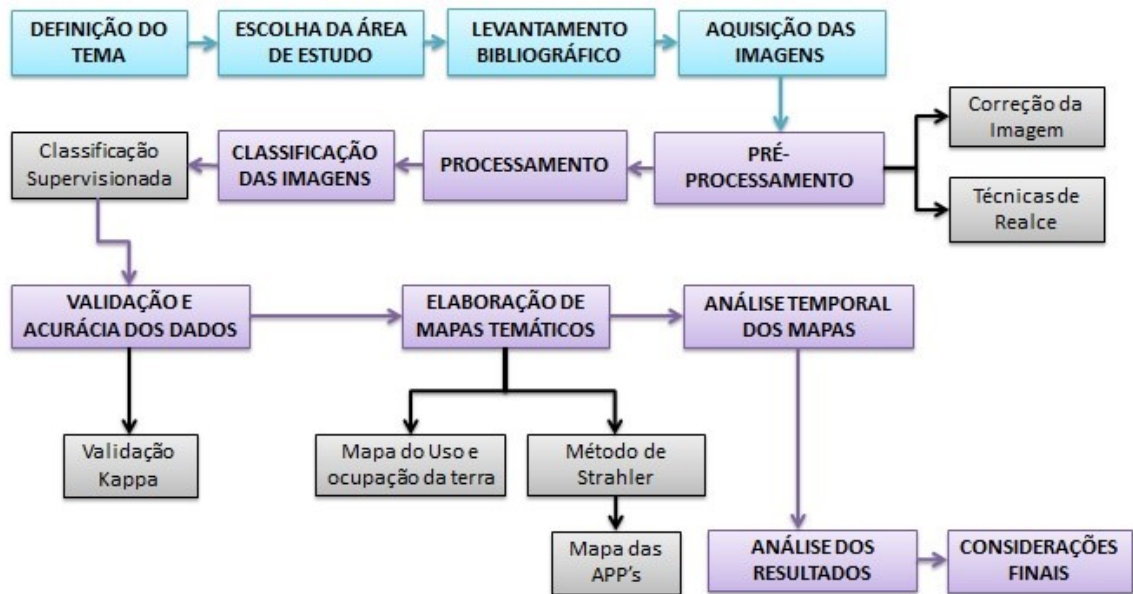 DEFINIÇÃO DO
TEMA
ESCOLHA DA ÁREA
DE ESTUDO
LEVANTAMENTO
BIBLIOGRÁFICO
AQUISIÇÃO DAS
IMAGENS
Correção da
Imagem
Classificação
Supervisionada
CLASSIFICAÇÃO
DAS IMAGENS
PROCESSAMENTO
PRÉ-
PROCESSAMENTO
Técnicas de
Realce
VALIDAÇÃO E
ACURÁCIA DOS DADOS
ELABORAÇÃO DE
MAPAS TEMÁTICOS
ANÁLISE TEMPORAL
DOS MAPAS
Validação
Kappa
Mapa do Uso e
ocupação da terra
Método de
Strahler
Mapa das
APP's
ANÁLISE DOS
RESULTADOS
CONSIDERAÇÕES
FINAIS